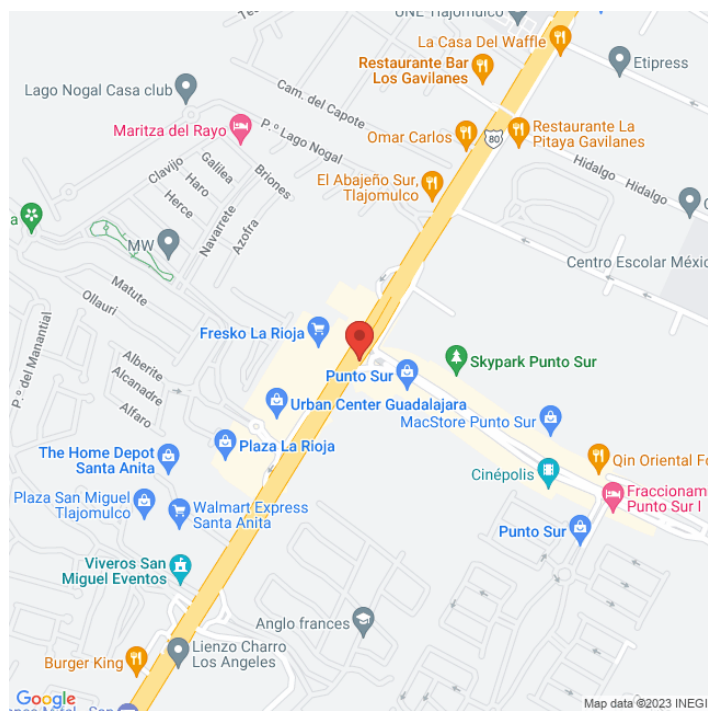 UNE Tlajomulco
La Casa Del Waffle
Restaurante Bar
Los Gavilanes
Etipress
Lago Nogal Casa club
Cam. del Capote
80
Maritza del Rayo
P.º Lago Nogal
Omar Carlos
Restaurante La
Pitaya Gavilanes
Clavijo
Galilea
Haro
Herce
Briones
El Abajeño Sur,
Tlajomulco
Hidalgo
Hidalgo
Navarrete
Azofra
MW
Centro Escolar Méxic
Matute
Ollauri
P.º del Manantial
Fresko La Rioja
Skypark Punto Sur
Alberite
Alcanadre
Alfaro
Punto Sur
Urban Center Guadalajara
MacStore Punto Sur
Plaza La Rioja
The Home Depot
Santa Anita
Qin Oriental Fo
Cinépolis
Plaza San Miguel
Tlajomulco
Walmart Express
Santa Anita
Fraccionam
Punto Sur I
Punto Sur
Viveros San
Miguel Eventos
Anglo frances
Lienzo Charro
Los Angeles
Burger King
Google
Map data ©2023 INEGI